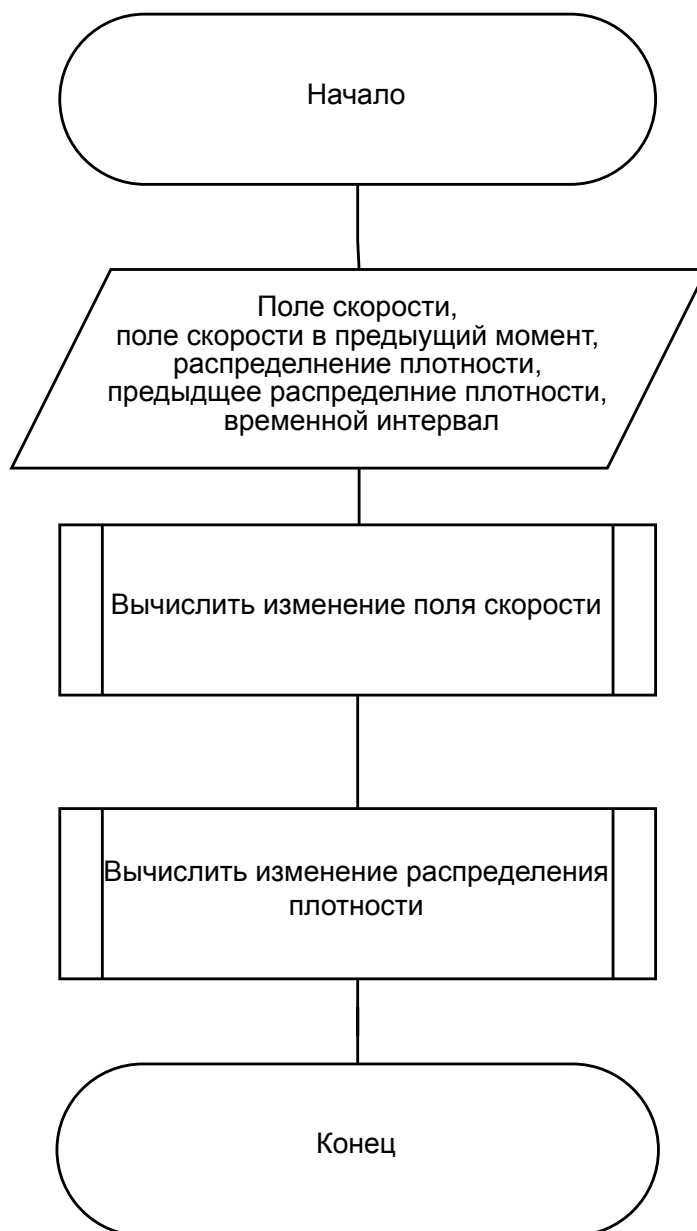 Начало
Поле скорости,
поле скорости в предыущий момент,
распределнение плотности,
предыдщее распределние плотности,
временной интервал
Вычислить изменение поля скорости
Вычислить изменение распределения
плотности
Конец